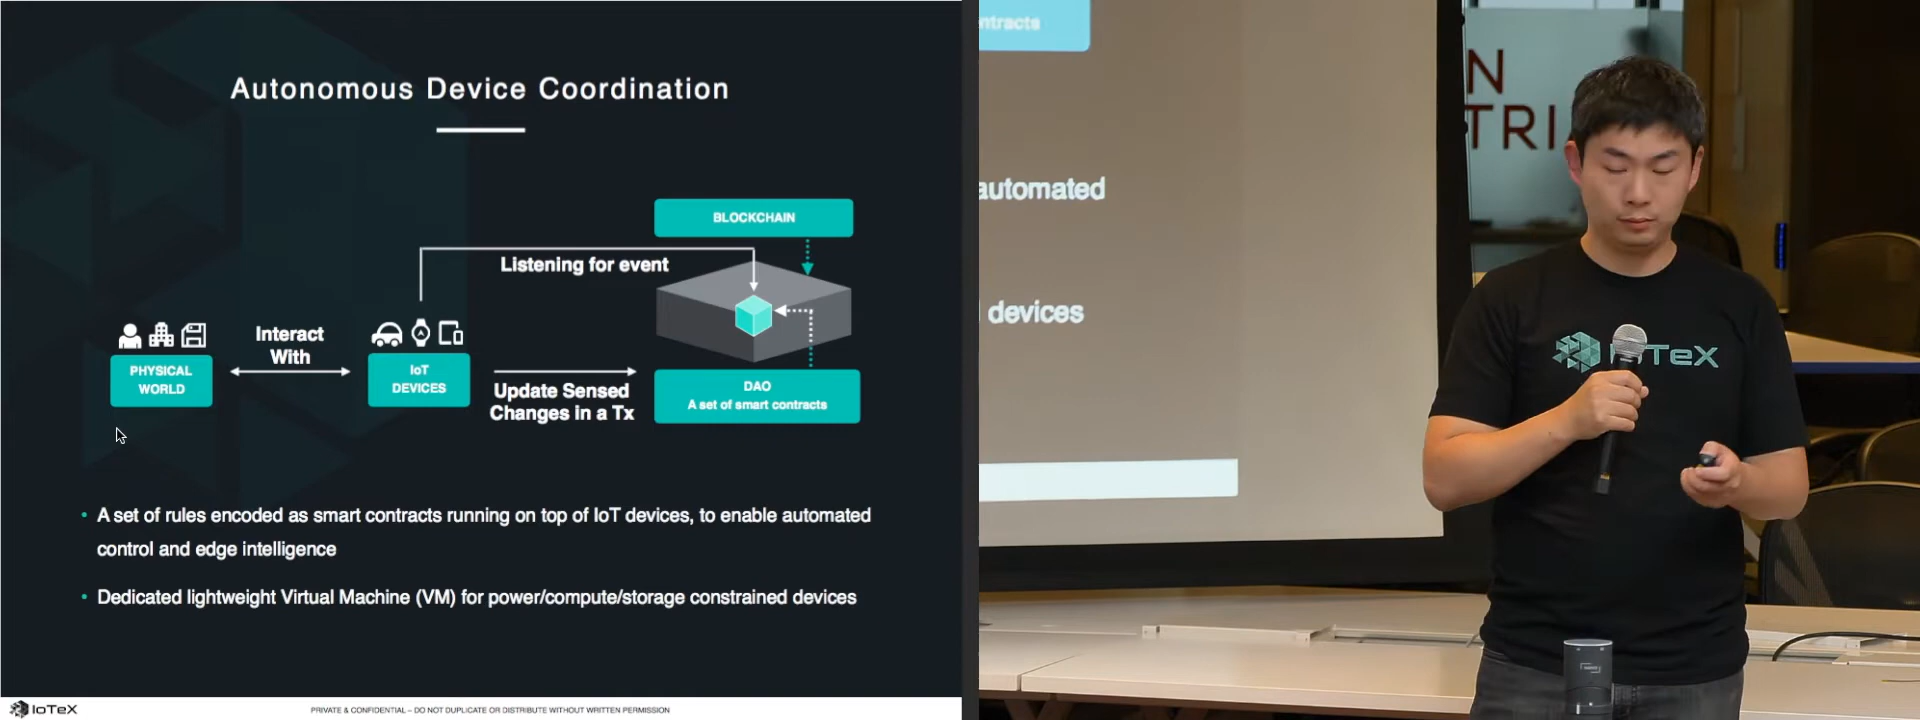 Autonomous Device Coordination
BLOCKCHAIN
Listening for event
Interact
With
PHYSICAL
WORLD
IoT
DEVICES
Update Sensed
Changes in a Tx
DAO
A set of smart contracts
• A set of rules encoded as smart contracts running on top of IoT devices, to enable automated
control and edge intelligence
• Dedicated lightweight Virtual Machine (VM) for power/compute/storage constrained devices
IoTeX
PRIVATE & CONFIDENTIAL – DO NOT DUPLICATE OR DISTRIBUTE WITHOUT WRITTEN PERMISSION
ntracts
automated
devices
N
TRI
IoTeX